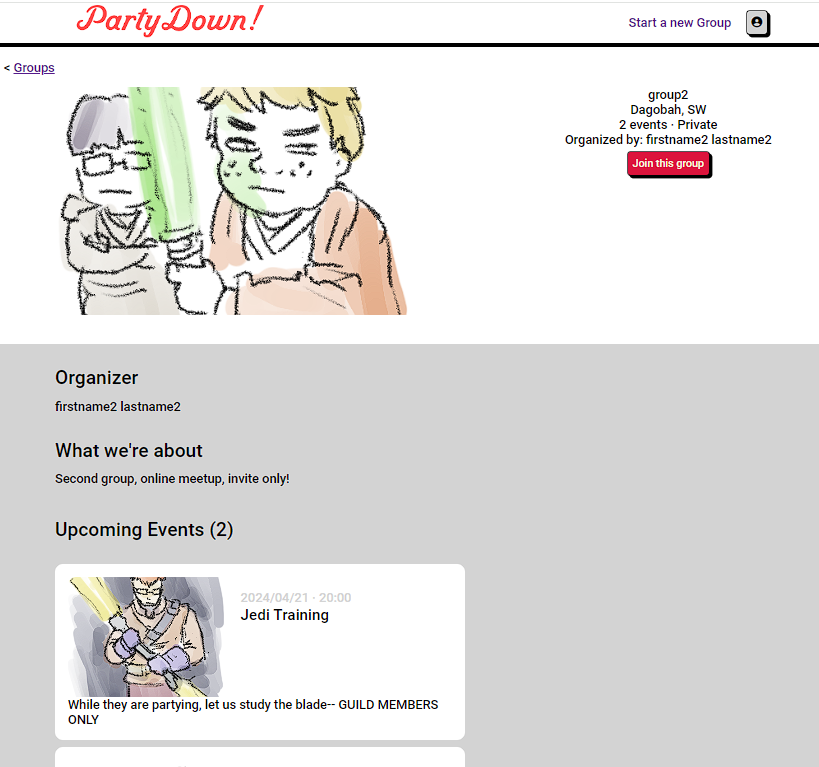 PartyDown!
Start a new Group
< Groups
group2
Dagobah, SW
2 events · Private
Organized by: firstname2 lastname2
Join this group
Organizer
firstname2 lastname2
What we're about
Second group, online meetup, invite only!
Upcoming Events (2)
2024/04/21 · 20:00
Jedi Training
While they are partying, let us study the blade-- GUILD MEMBERS
ONLY